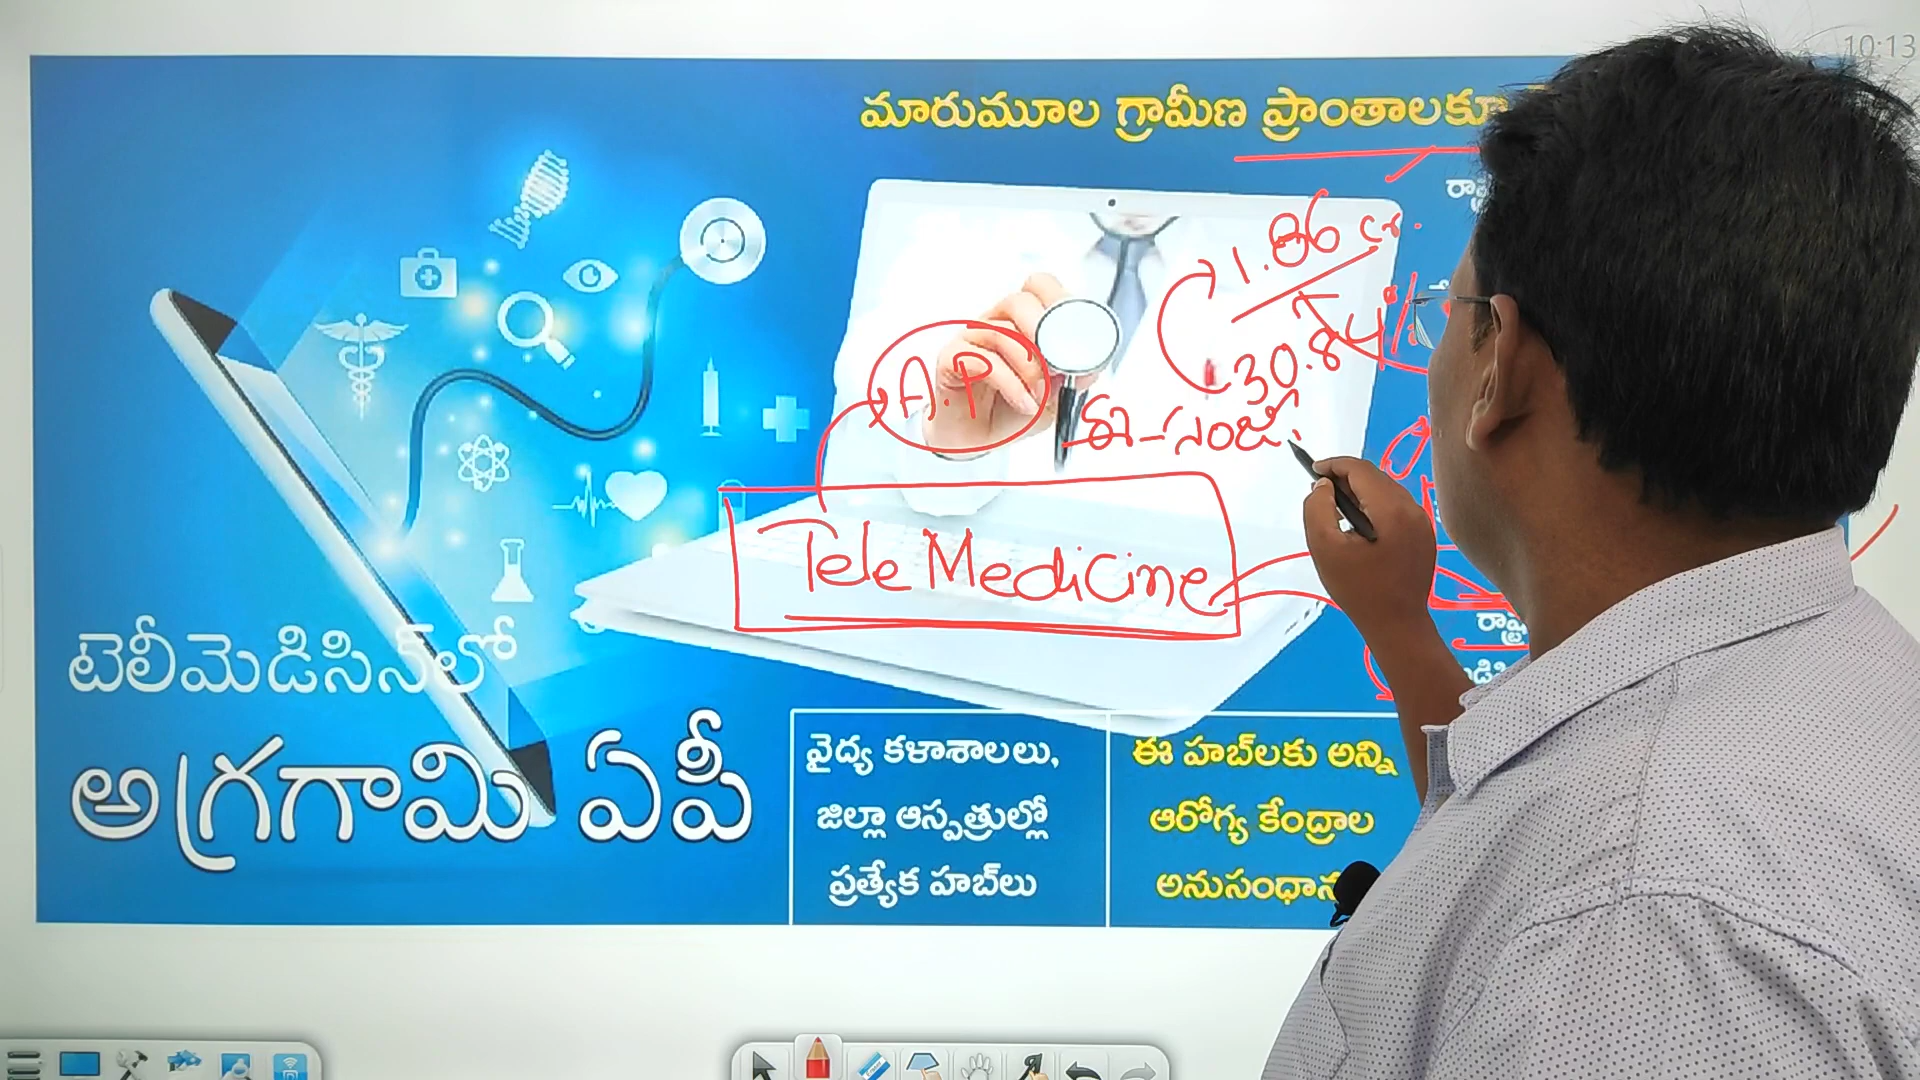 10:13
మారుమూల గ్రామీణ ప్రాంతాలకూ
1.86 cr.
30.84%
A.P
ఈ-సంజీ
Tele Medicine
టెలీమెడిసిన్‌లో
అగ్రగామి ఏపీ
వైద్య కళాశాలలు,
జిల్లా ఆస్పత్రుల్లో
ప్రత్యేక హబ్‌లు
ఈ హబ్‌లకు అన్ని
ఆరోగ్య కేంద్రాల
అనుసంధాన